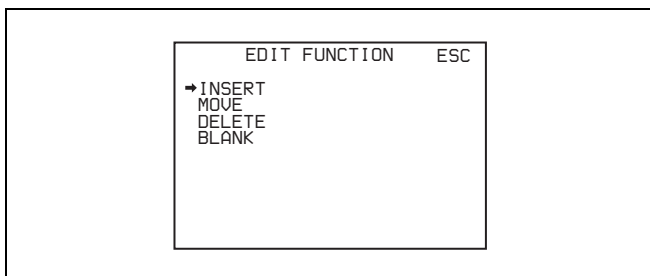 EDIT FUNCTION ESC
➡INSERT
MOVE
DELETE
BLANK